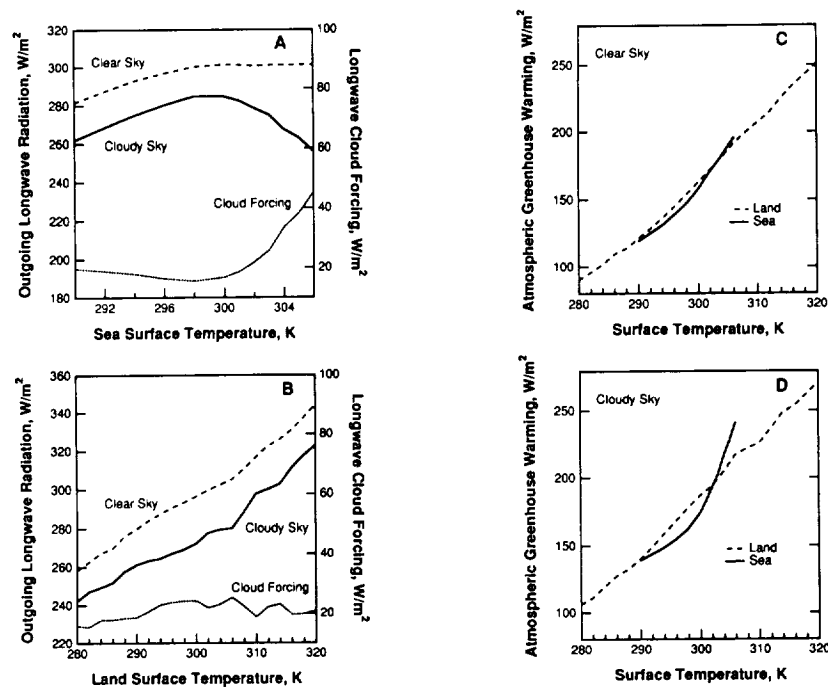 A
Outgoing Longwave Radiation, W/m²
320
300
280
260
240
220
200
180
Clear Sky
Cloudy Sky
Cloud Forcing
100
80
60
40
20
Longwave Cloud Forcing, W/m²
292
296
300
304
Sea Surface Temperature, K
C
Atmospheric Greenhouse Warming, W/m²
250
200
150
100
Clear Sky
Land
Sea
280
290
300
310
320
Surface Temperature, K
B
Outgoing Longwave Radiation, W/m²
360
340
320
300
280
260
240
220
Clear Sky
Cloudy Sky
Cloud Forcing
100
80
60
40
20
Longwave Cloud Forcing, W/m²
280
290
300
310
320
Land Surface Temperature, K
D
Atmospheric Greenhouse Warming, W/m²
250
200
150
100
Cloudy Sky
Land
Sea
280
290
300
310
320
Surface Temperature, K